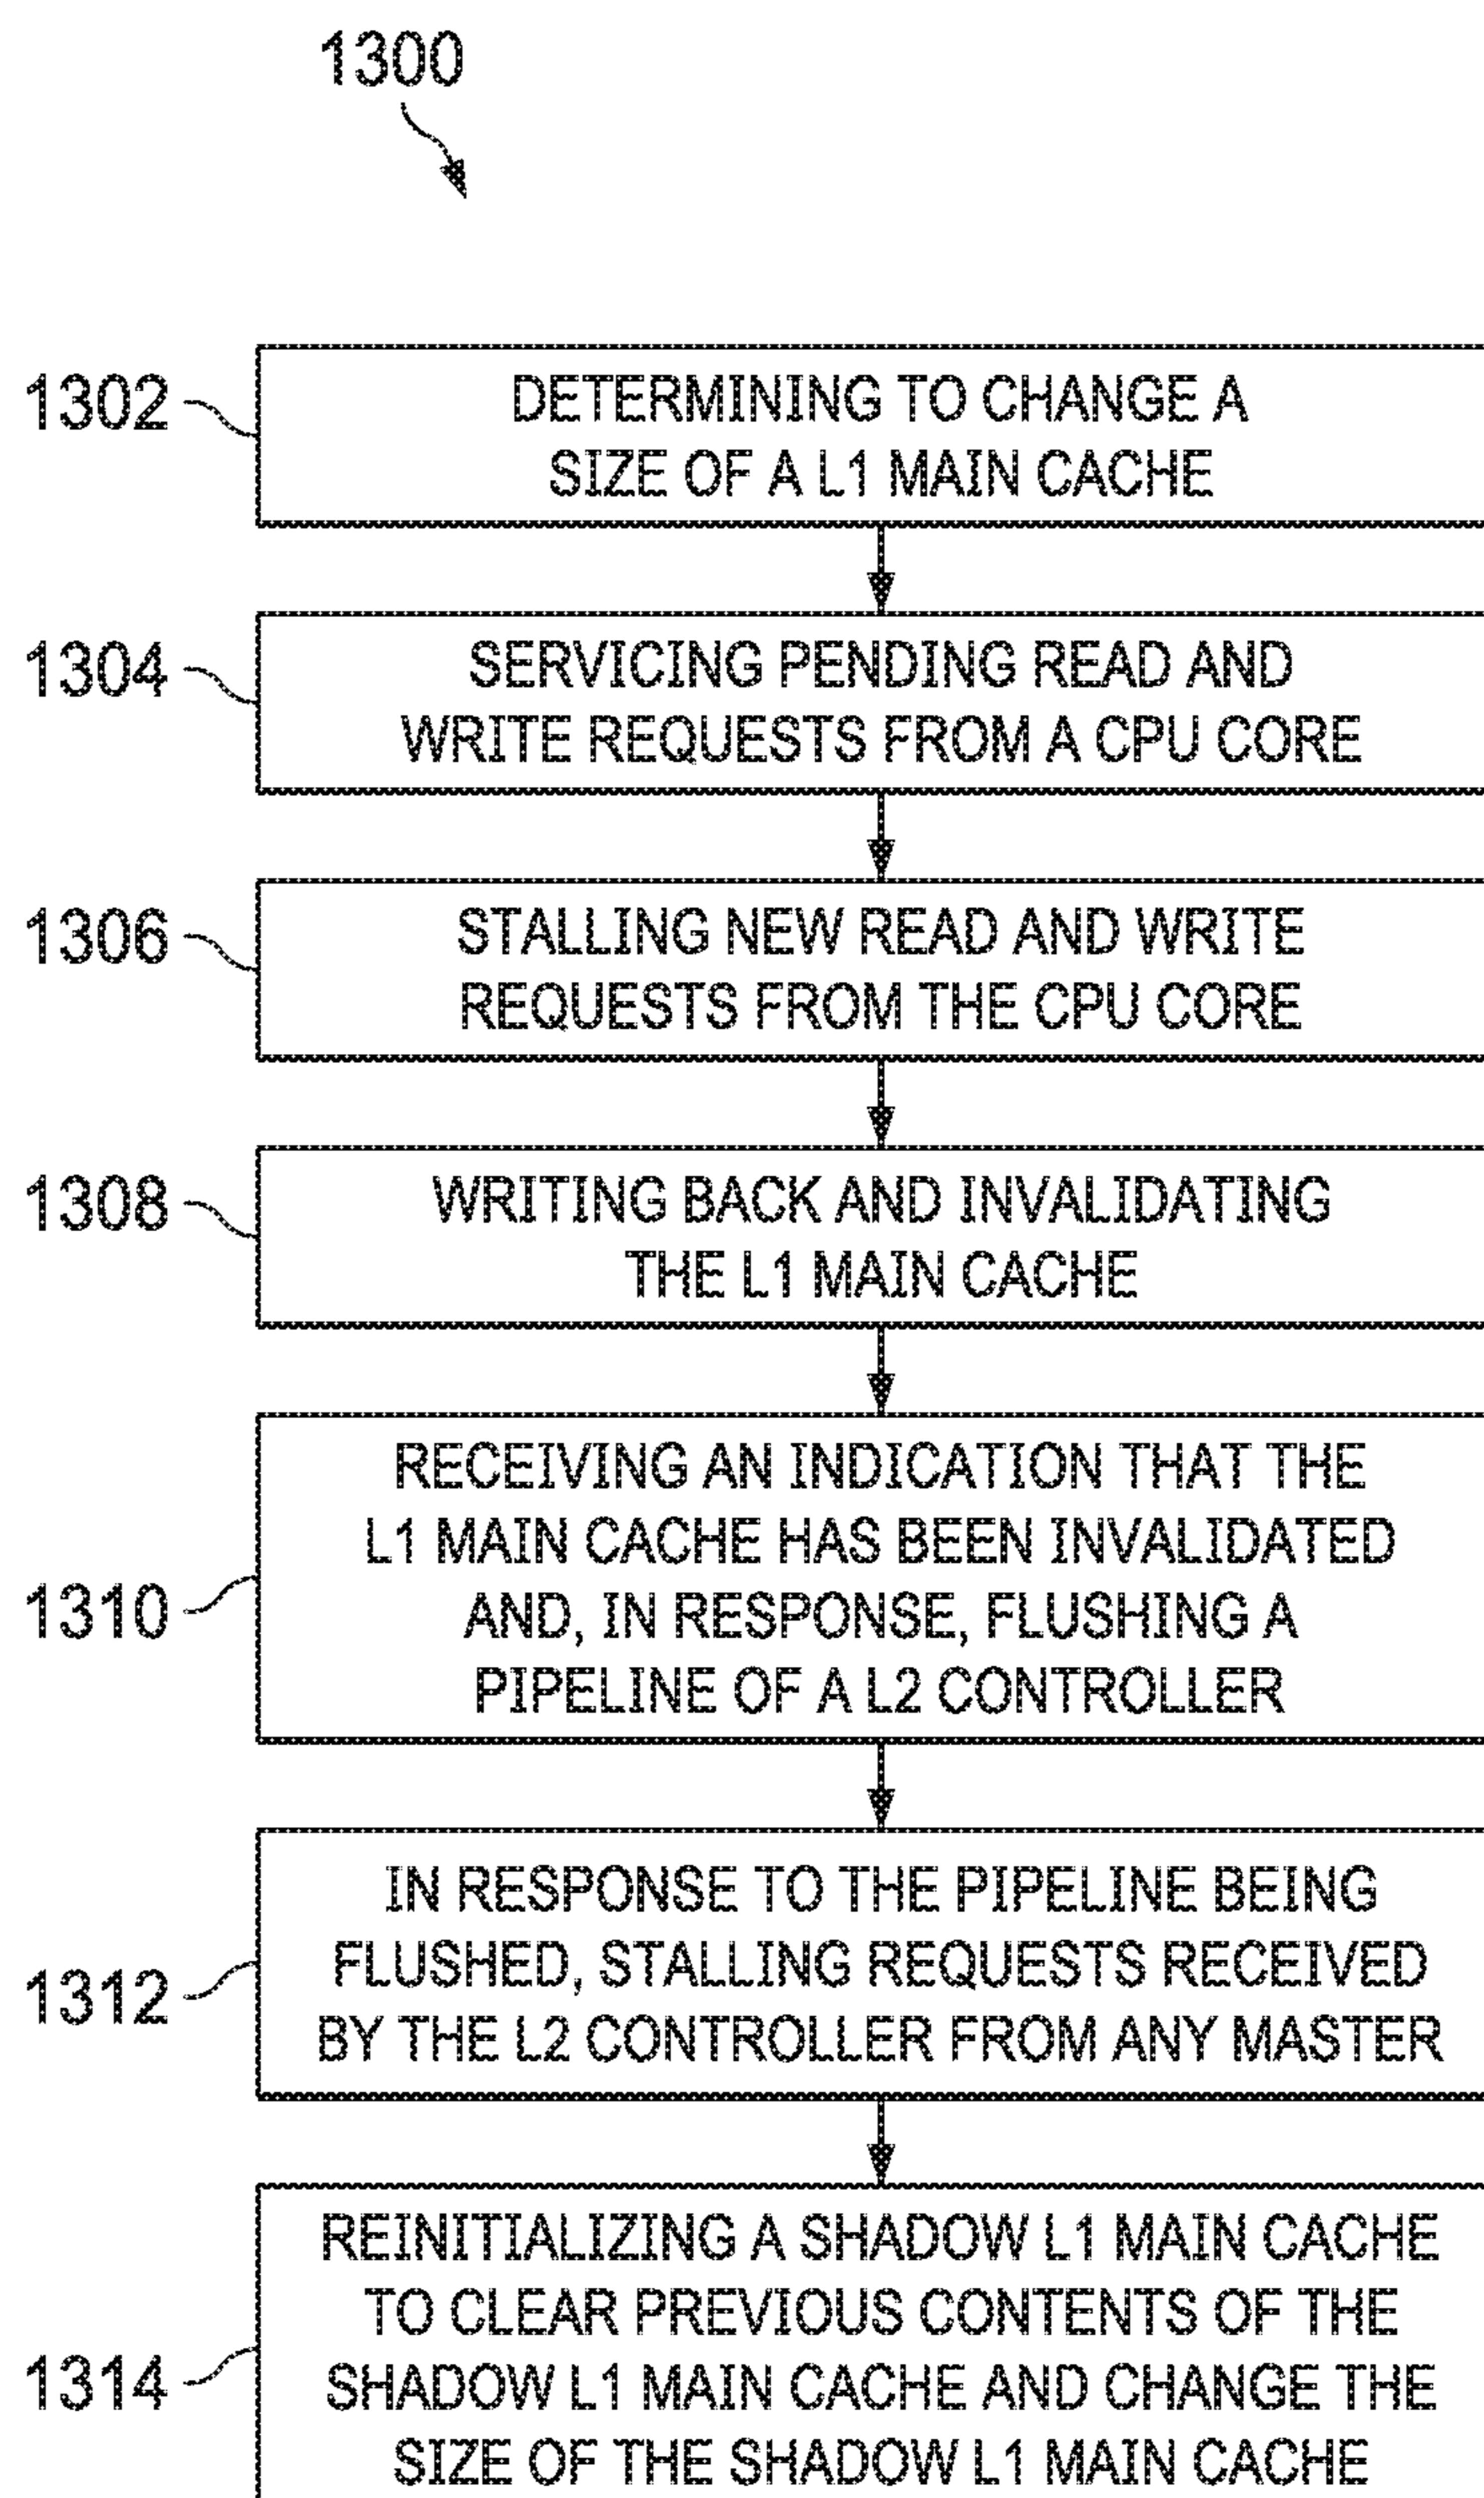 1300
1302
DETERMINING TO CHANGE A
SIZE OF A L1 MAIN CACHE
1304
SERVICING PENDING READ AND
WRITE REQUESTS FROM A CPU CORE
1306
STALLING NEW READ AND WRITE
REQUESTS FROM THE CPU CORE
1308
WRITING BACK AND INVALIDATING
THE L1 MAIN CACHE
1310
RECEIVING AN INDICATION THAT THE
L1 MAIN CACHE HAS BEEN INVALIDATED
AND, IN RESPONSE, FLUSHING A
PIPELINE OF A L2 CONTROLLER
1312
IN RESPONSE TO THE PIPELINE BEING
FLUSHED, STALLING REQUESTS RECEIVED
BY THE L2 CONTROLLER FROM ANY MASTER
1314
REINITIALIZING A SHADOW L1 MAIN CACHE
TO CLEAR PREVIOUS CONTENTS OF THE
SHADOW L1 MAIN CACHE AND CHANGE THE
SIZE OF THE SHADOW L1 MAIN CACHE